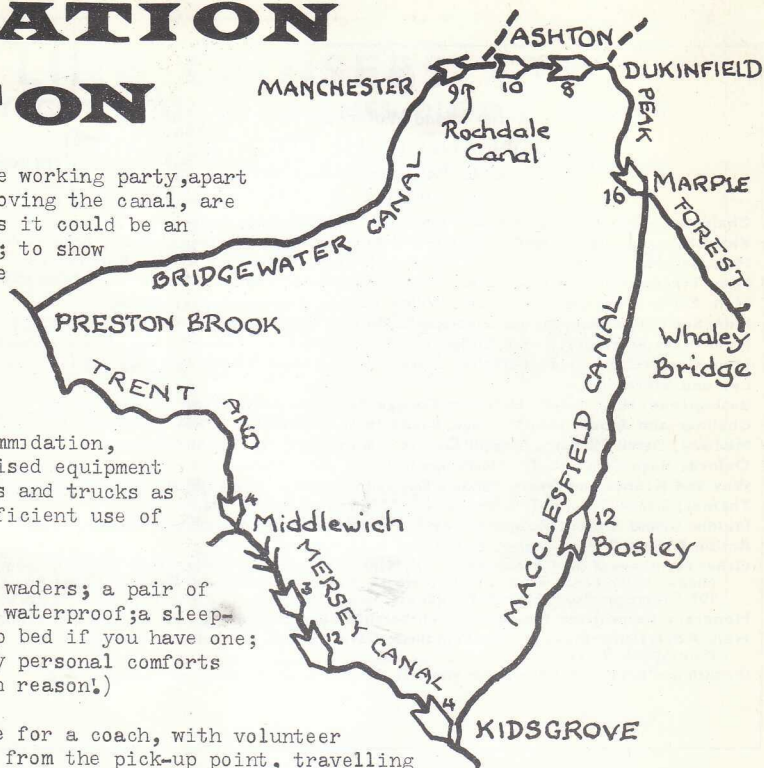 ATION
'ON
e working party,apart
oving the canal, are
s it could be an
; to show
e
mmodation,
ised equipment
s and trucks as
ficient use of
waders; a pair of
waterproof;a sleep-
p bed if you have one;
y personal comforts
n reason!)
e for a coach, with volunteer
from the pick-up point, travelling
ASHTON
MANCHESTER
DUKINFIELD
9
10
8
Rochdale
Canal
PEAK
16
MARPLE
FOREST
Whaley
Bridge
BRIDGEWATER CANAL
PRESTON BROOK
TRENT AND
4
Middlewich
MERSEY CANAL
3
12
MACCLESFIELD CANAL
12
Bosley
14
KIDSGROVE